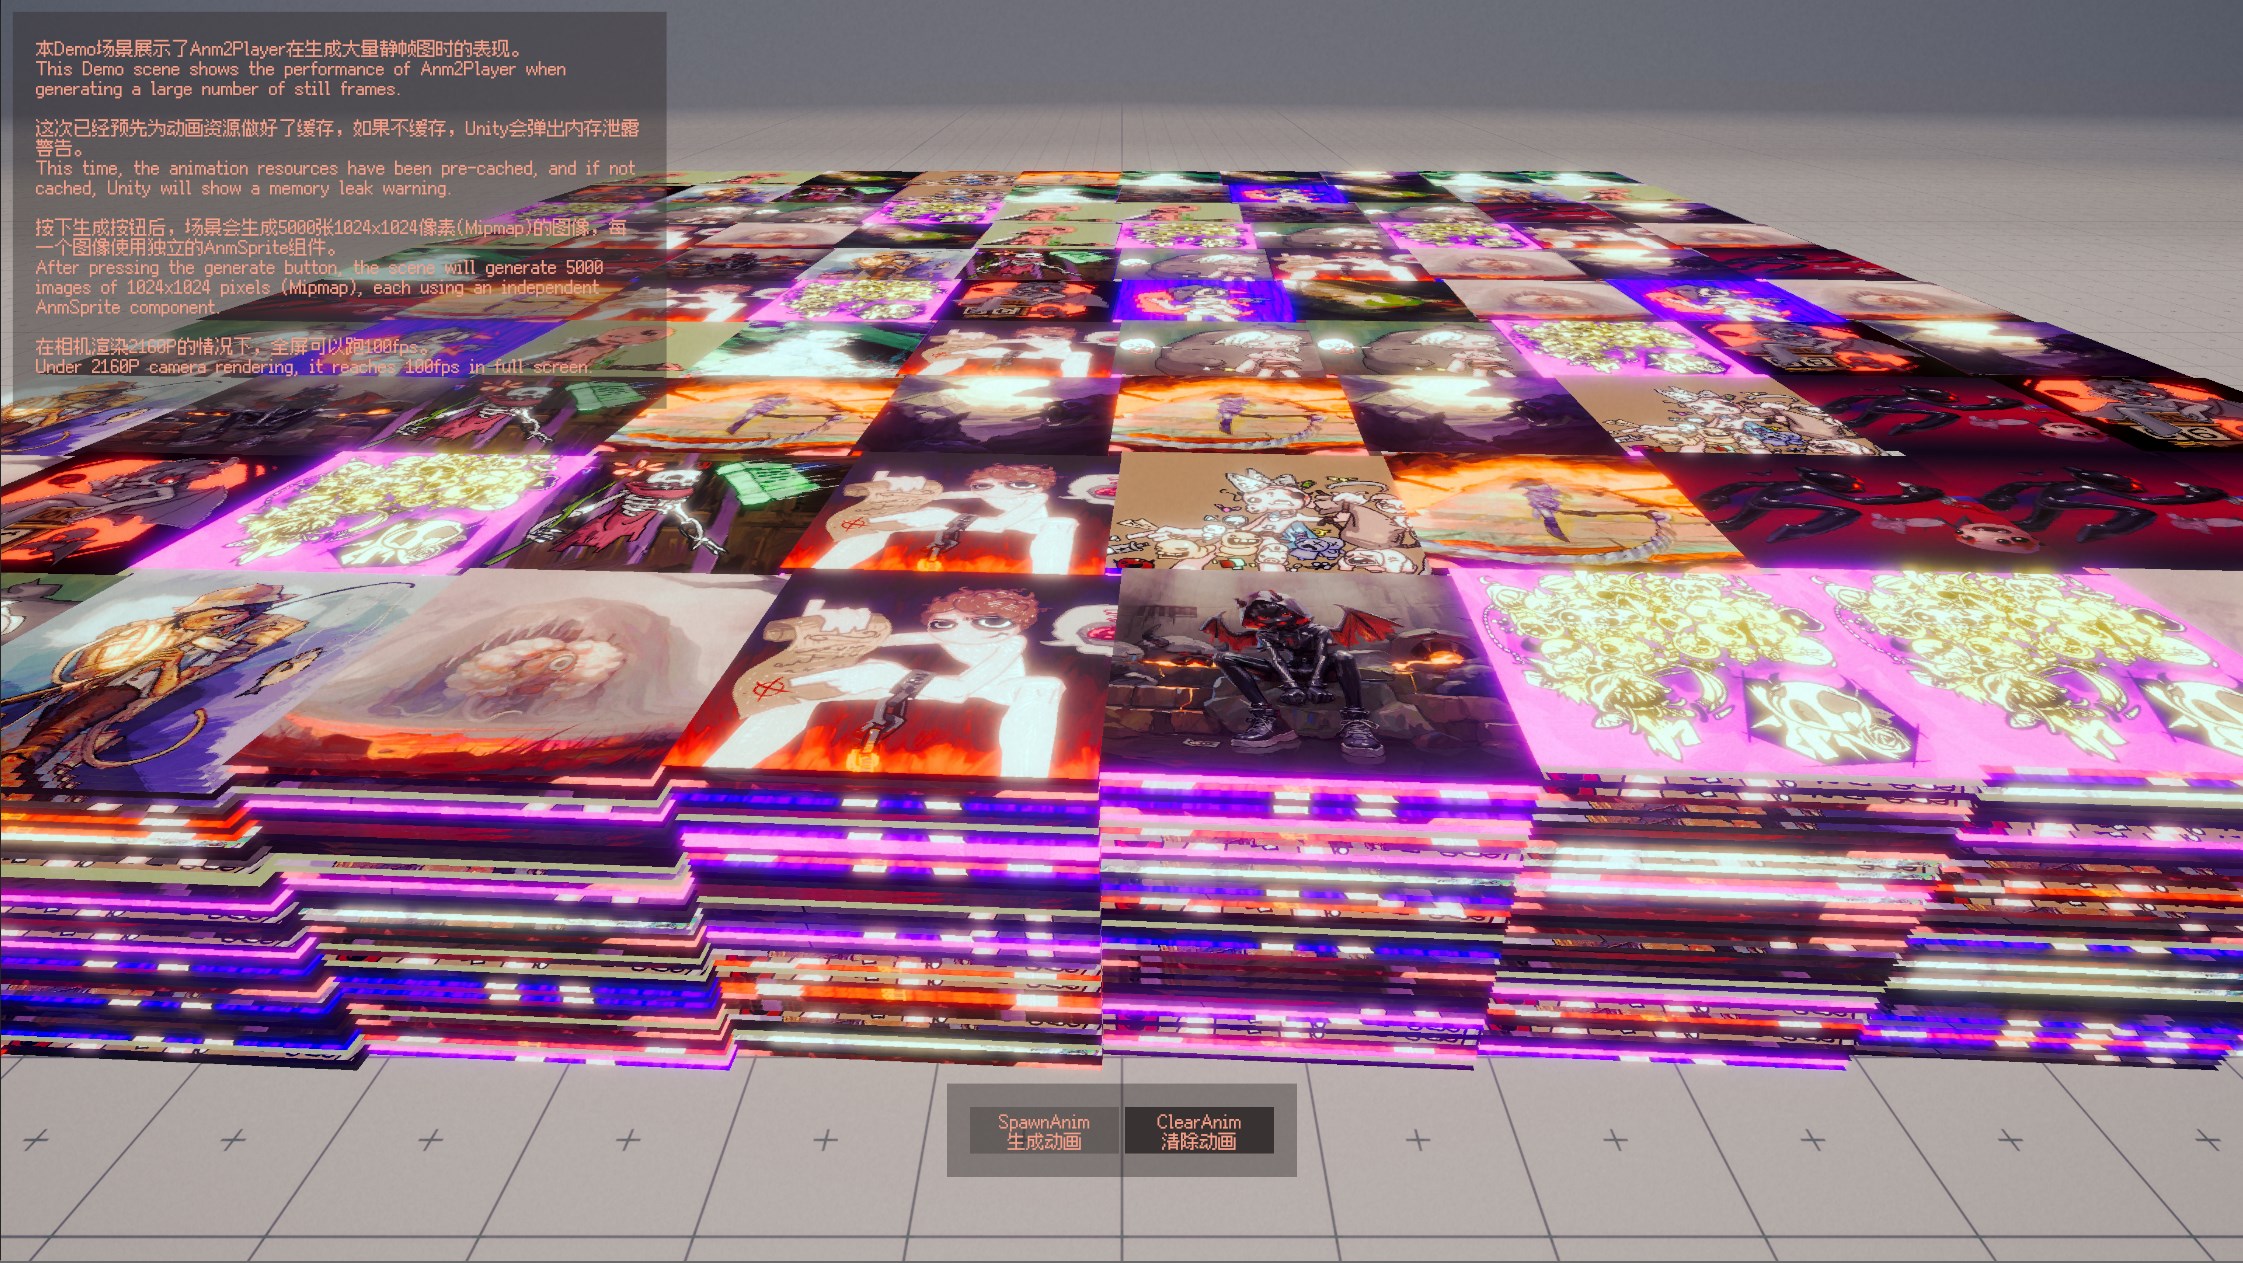 本Demo场景展示了Anm2Player在生成大量静帧图时的表现。
This Demo scene shows the performance of Anm2Player when
generating a large number of still frames.
这次已经预先为动画资源做好了缓存，如果不缓存，Unity会弹出内存泄露
警告。
This time, the animation resources have been pre-cached, and if not
cached, Unity will show a memory leak warning.
按下生成按钮后，场景会生成5000张1024x1024像素(Mipmap)的图像，每
一个图像使用独立的AnmSprite组件。
After pressing the generate button, the scene will generate 5000
images of 1024x1024 pixels (Mipmap), each using an independent
AnmSprite component.
在相机渲染2160P的情况下，全屏可以跑100fps。
Under 2160P camera rendering, it reaches 100fps in full screen.
SpawnAnim
生成动画
ClearAnim
清除动画